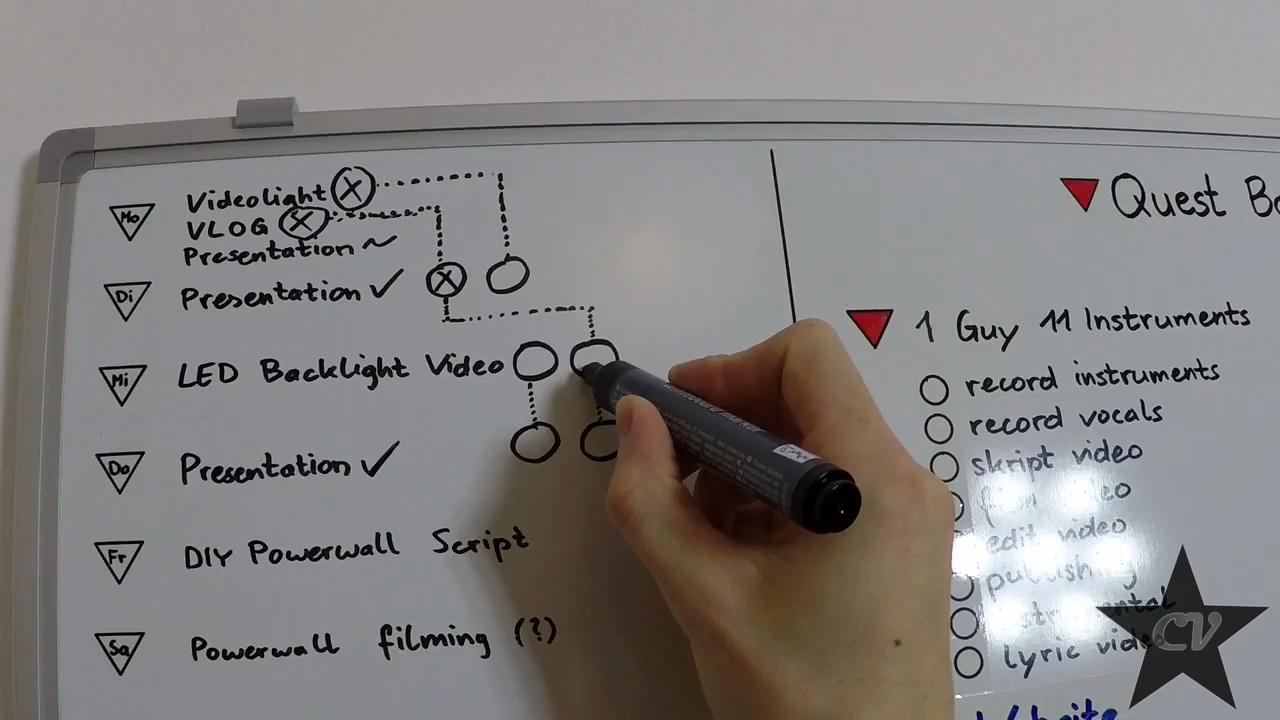 Mo
Videolight
VLOG
Presentation ~
Di
Presentation ✓
Mi
LED Backlight Video
Do
Presentation ✓
Fr
DIY Powerwall Script
Sa
Powerwall filming (?)
Quest
1 Guy 11 Instruments
record instruments
record vocals
skript video
edit video
lyric video
CV